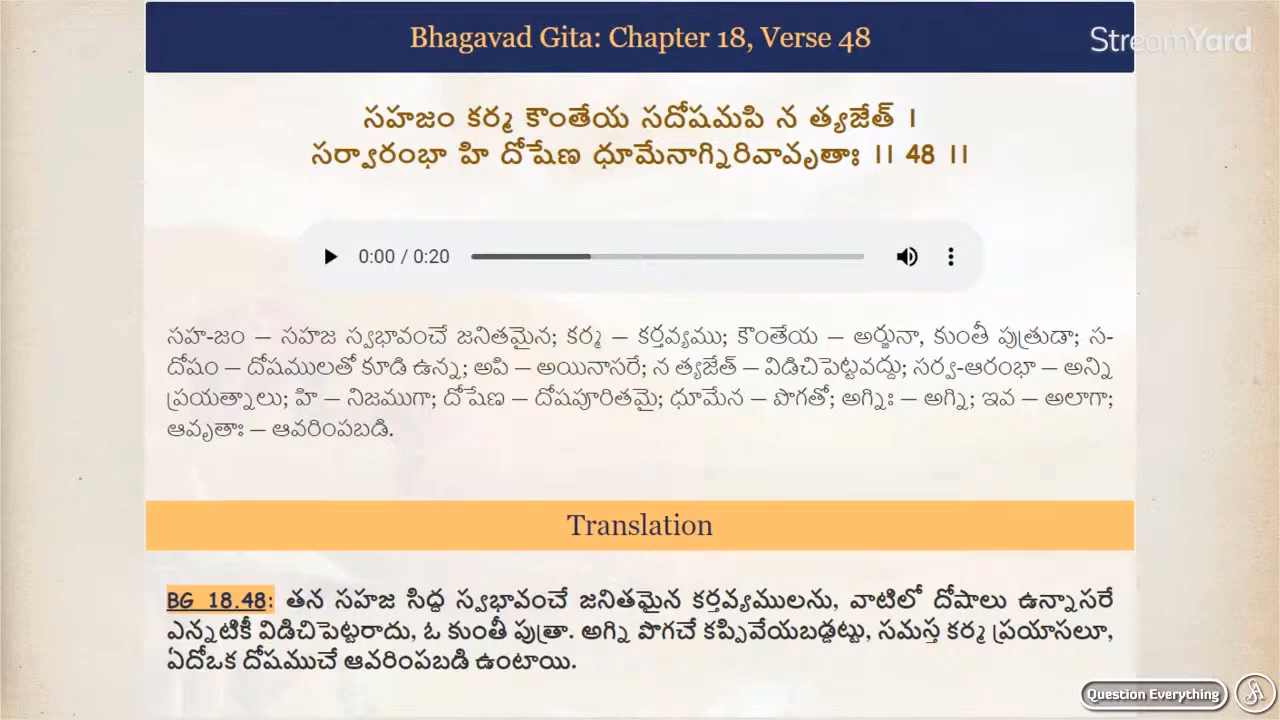 Bhagavad Gita: Chapter 18, Verse 48
StreamYard
సహజం కర్మ కౌంతేయ సదోషమపి న త్యజేత్ ।
సర్వారంభా హి దోషేణ ధూమేనాగ్నిరివావృతాః ।। 48 ।।
0:00 / 0:20
సహ-జం — సహజ స్వభావంచే జనితమైన; కర్మ — కర్తవ్యము; కౌంతేయ — అర్జునా, కుంతీ పుత్రుడా; స-
దోషం — దోషములతో కూడి ఉన్న; అపి — అయినాసరే; న త్యజేత్ — విడిచిపెట్టవద్దు; సర్వ-ఆరంభా — అన్ని
ప్రయత్నాలు; హి — నిజముగా; దోషేణ — దోషపూరితమై; ధూమేన — పొగతో; అగ్నిః — అగ్ని; ఇవ — అలాగా;
ఆవృతాః — ఆవరింపబడి.
Translation
BG 18.48: తన సహజ సిద్ధ స్వభావంచే జనితమైన కర్తవ్యములను, వాటిలో దోషాలు ఉన్నాసరే
ఎన్నటికీ విడిచిపెట్టరాదు, ఓ కుంతీ పుత్రా. అగ్ని పొగచే కప్పివేయబడ్డట్టు, సమస్త కర్మ ప్రయాసలూ,
ఏదోఒక దోషముచే ఆవరింపబడి ఉంటాయి.
Question Everything